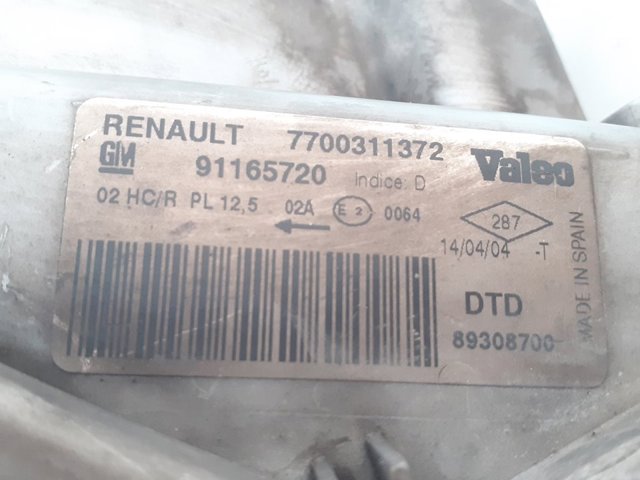 RENAULT 7700311372
GM 91165720 Indice: D Valeo
02 HC/R PL 12,5 02A E2 0064
287
14/04/04 -T
DTD
89308700
MADE IN SPAIN